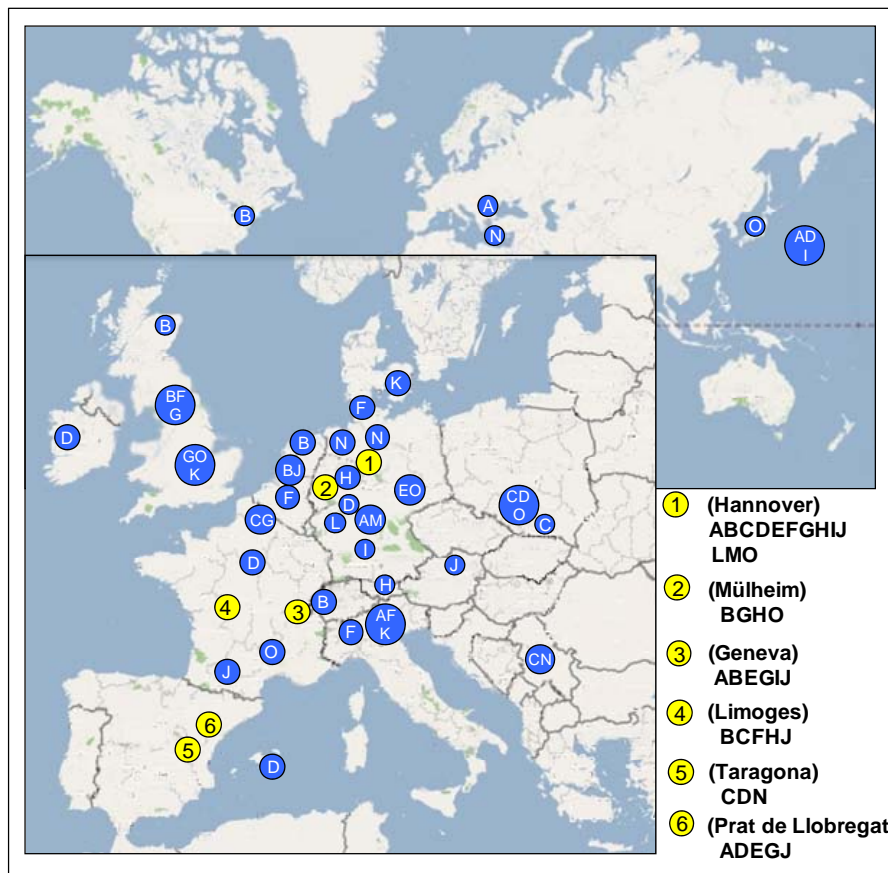 B
A
N
O
AD
I
B
K
BF
G
F
D
B
N
N
GO
K
BJ
1
H
2
EO
F
D
CD
O
CG
L
AM
C
I
D
J
H
B
4
3
AF
K
F
O
CN
J
6
5
D
1
(Hannover)
ABCDEFGHIJ
LMO
2
(Mülheim)
BGHO
3
(Geneva)
ABEGIJ
4
(Limoges)
BCFHJ
5
(Taragona)
CDN
6
(Prat de Llobregat
ADEGJ